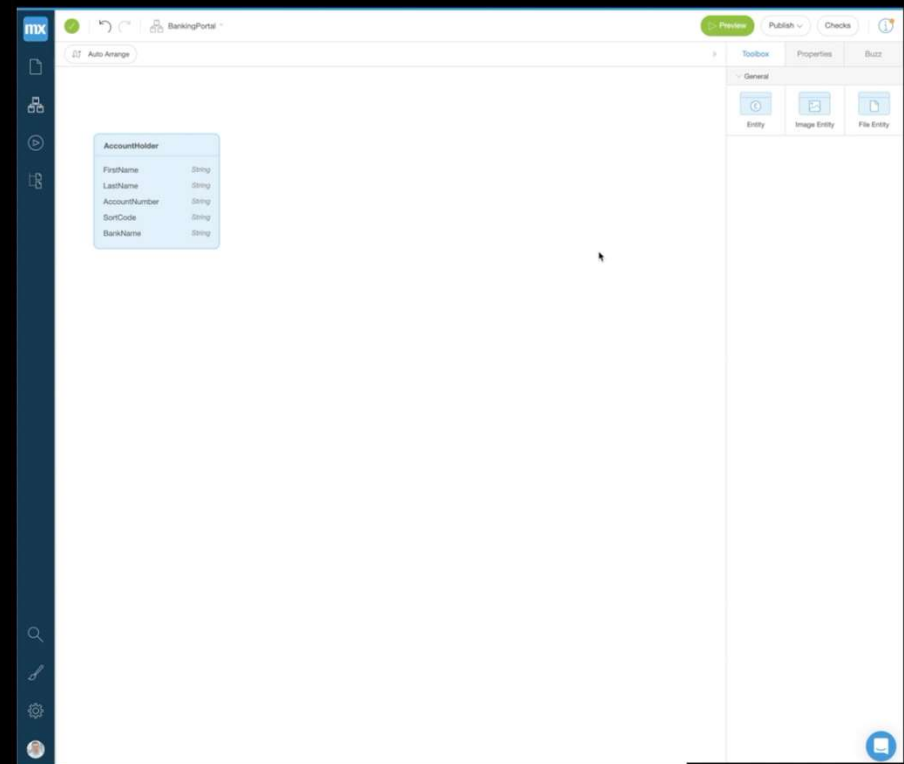 mx
BankingPortal
Preview
Publish
Checks
Auto Arrange
Toolbox
Properties
Buzz
General
Entity
Image Entity
File Entity
AccountHolder
FirstName String
LastName String
AccountNumber String
SortCode String
BankName String